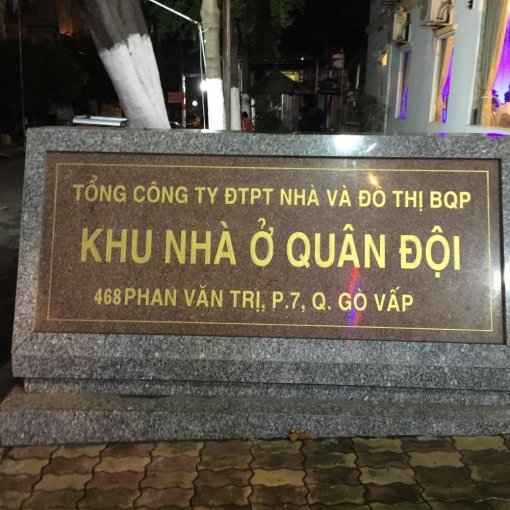 TỔNG CÔNG TY ĐTPT NHÀ VÀ ĐÔ THỊ BQP
KHU NHÀ Ở QUÂN ĐỘI
468 PHAN VĂN TRỊ, P.7, Q. GÒ VẤP